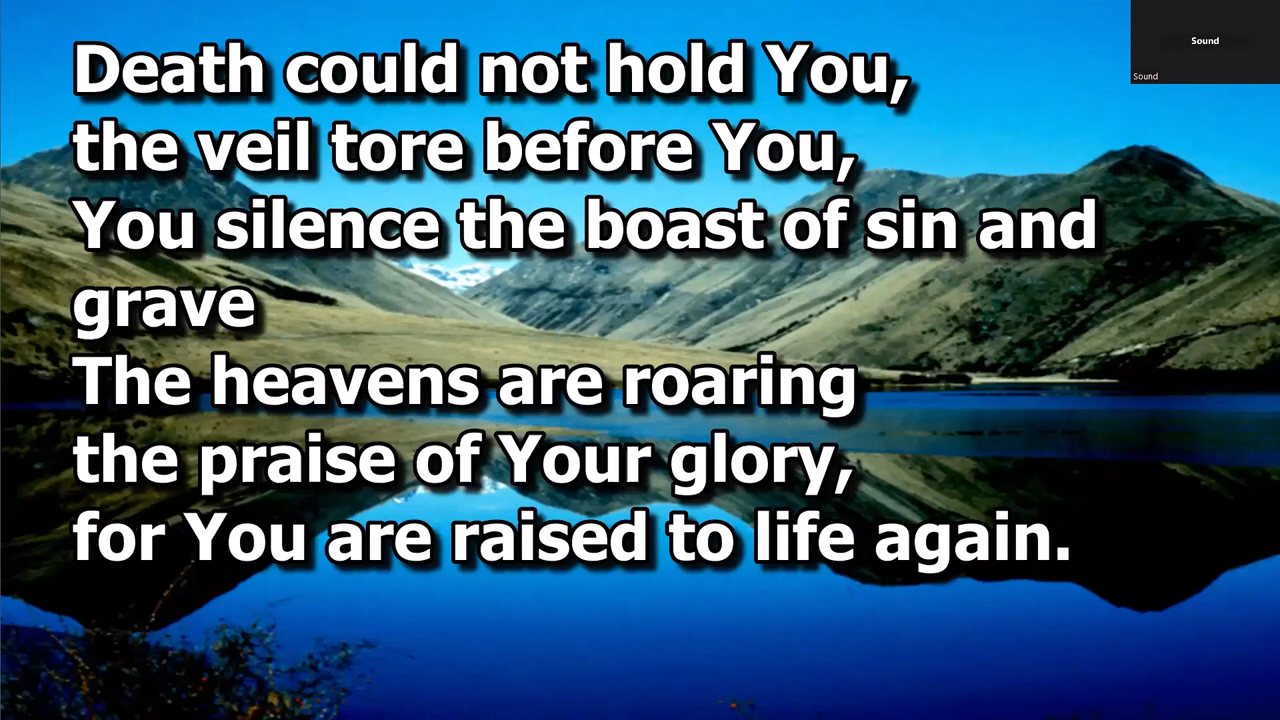 Death could not hold You,
the veil tore before You,
You silence the boast of sin and
grave
The heavens are roaring
the praise of Your glory,
for You are raised to life again.
Sound
Sound